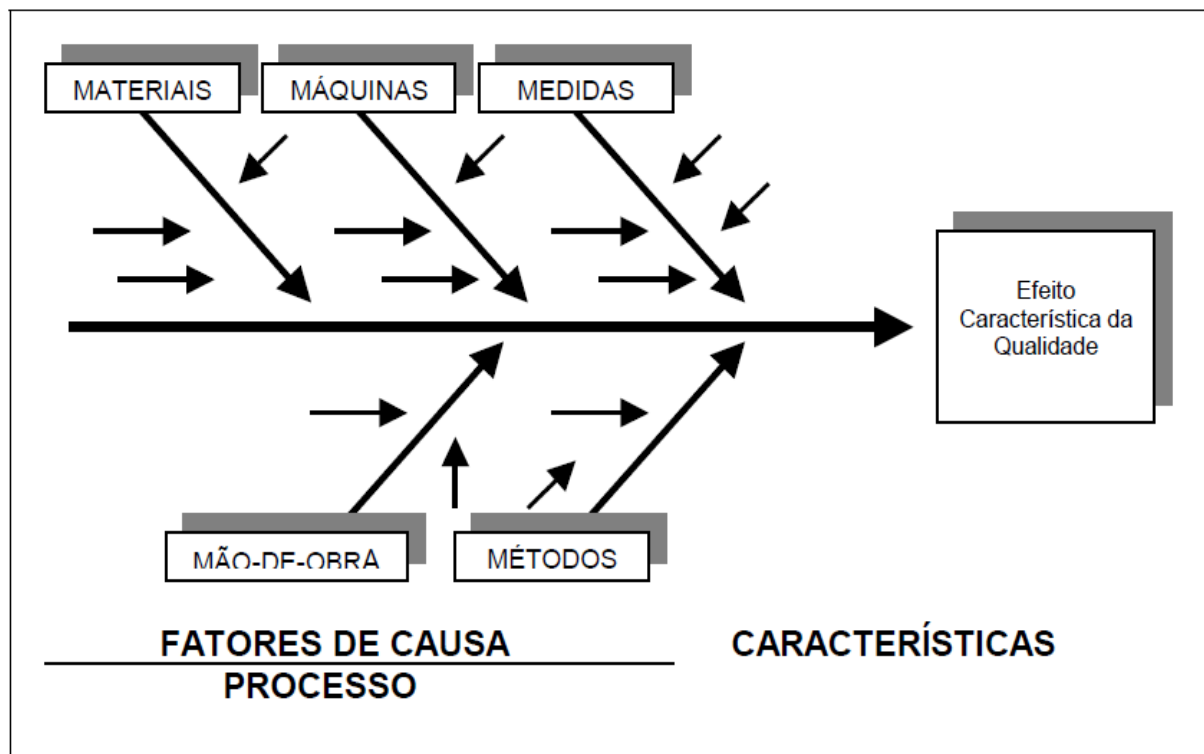 MATERIAIS
MÁQUINAS
MEDIDAS
Efeito
Característica da
Qualidade
MÃO-DE-OBRA
MÉTODOS
FATORES DE CAUSA
CARACTERÍSTICAS
PROCESSO